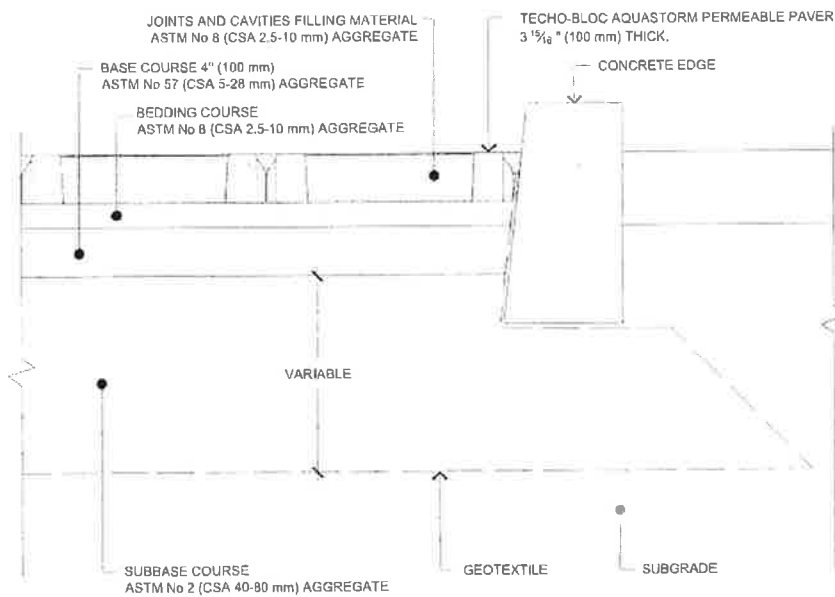 JOINTS AND CAVITIES FILLING MATERIAL
ASTM No 8 (CSA 2.5-10 mm) AGGREGATE
TECHO-BLOC AQUASTORM PERMEABLE PAVER
3 15/16 " (100 mm) THICK.
BASE COURSE 4" (100 mm)
ASTM No 57 (CSA 5-28 mm) AGGREGATE
CONCRETE EDGE
BEDDING COURSE
ASTM No 8 (CSA 2.5-10 mm) AGGREGATE
VARIABLE
SUBBASE COURSE
ASTM No 2 (CSA 40-80 mm) AGGREGATE
GEOTEXTILE
SUBGRADE